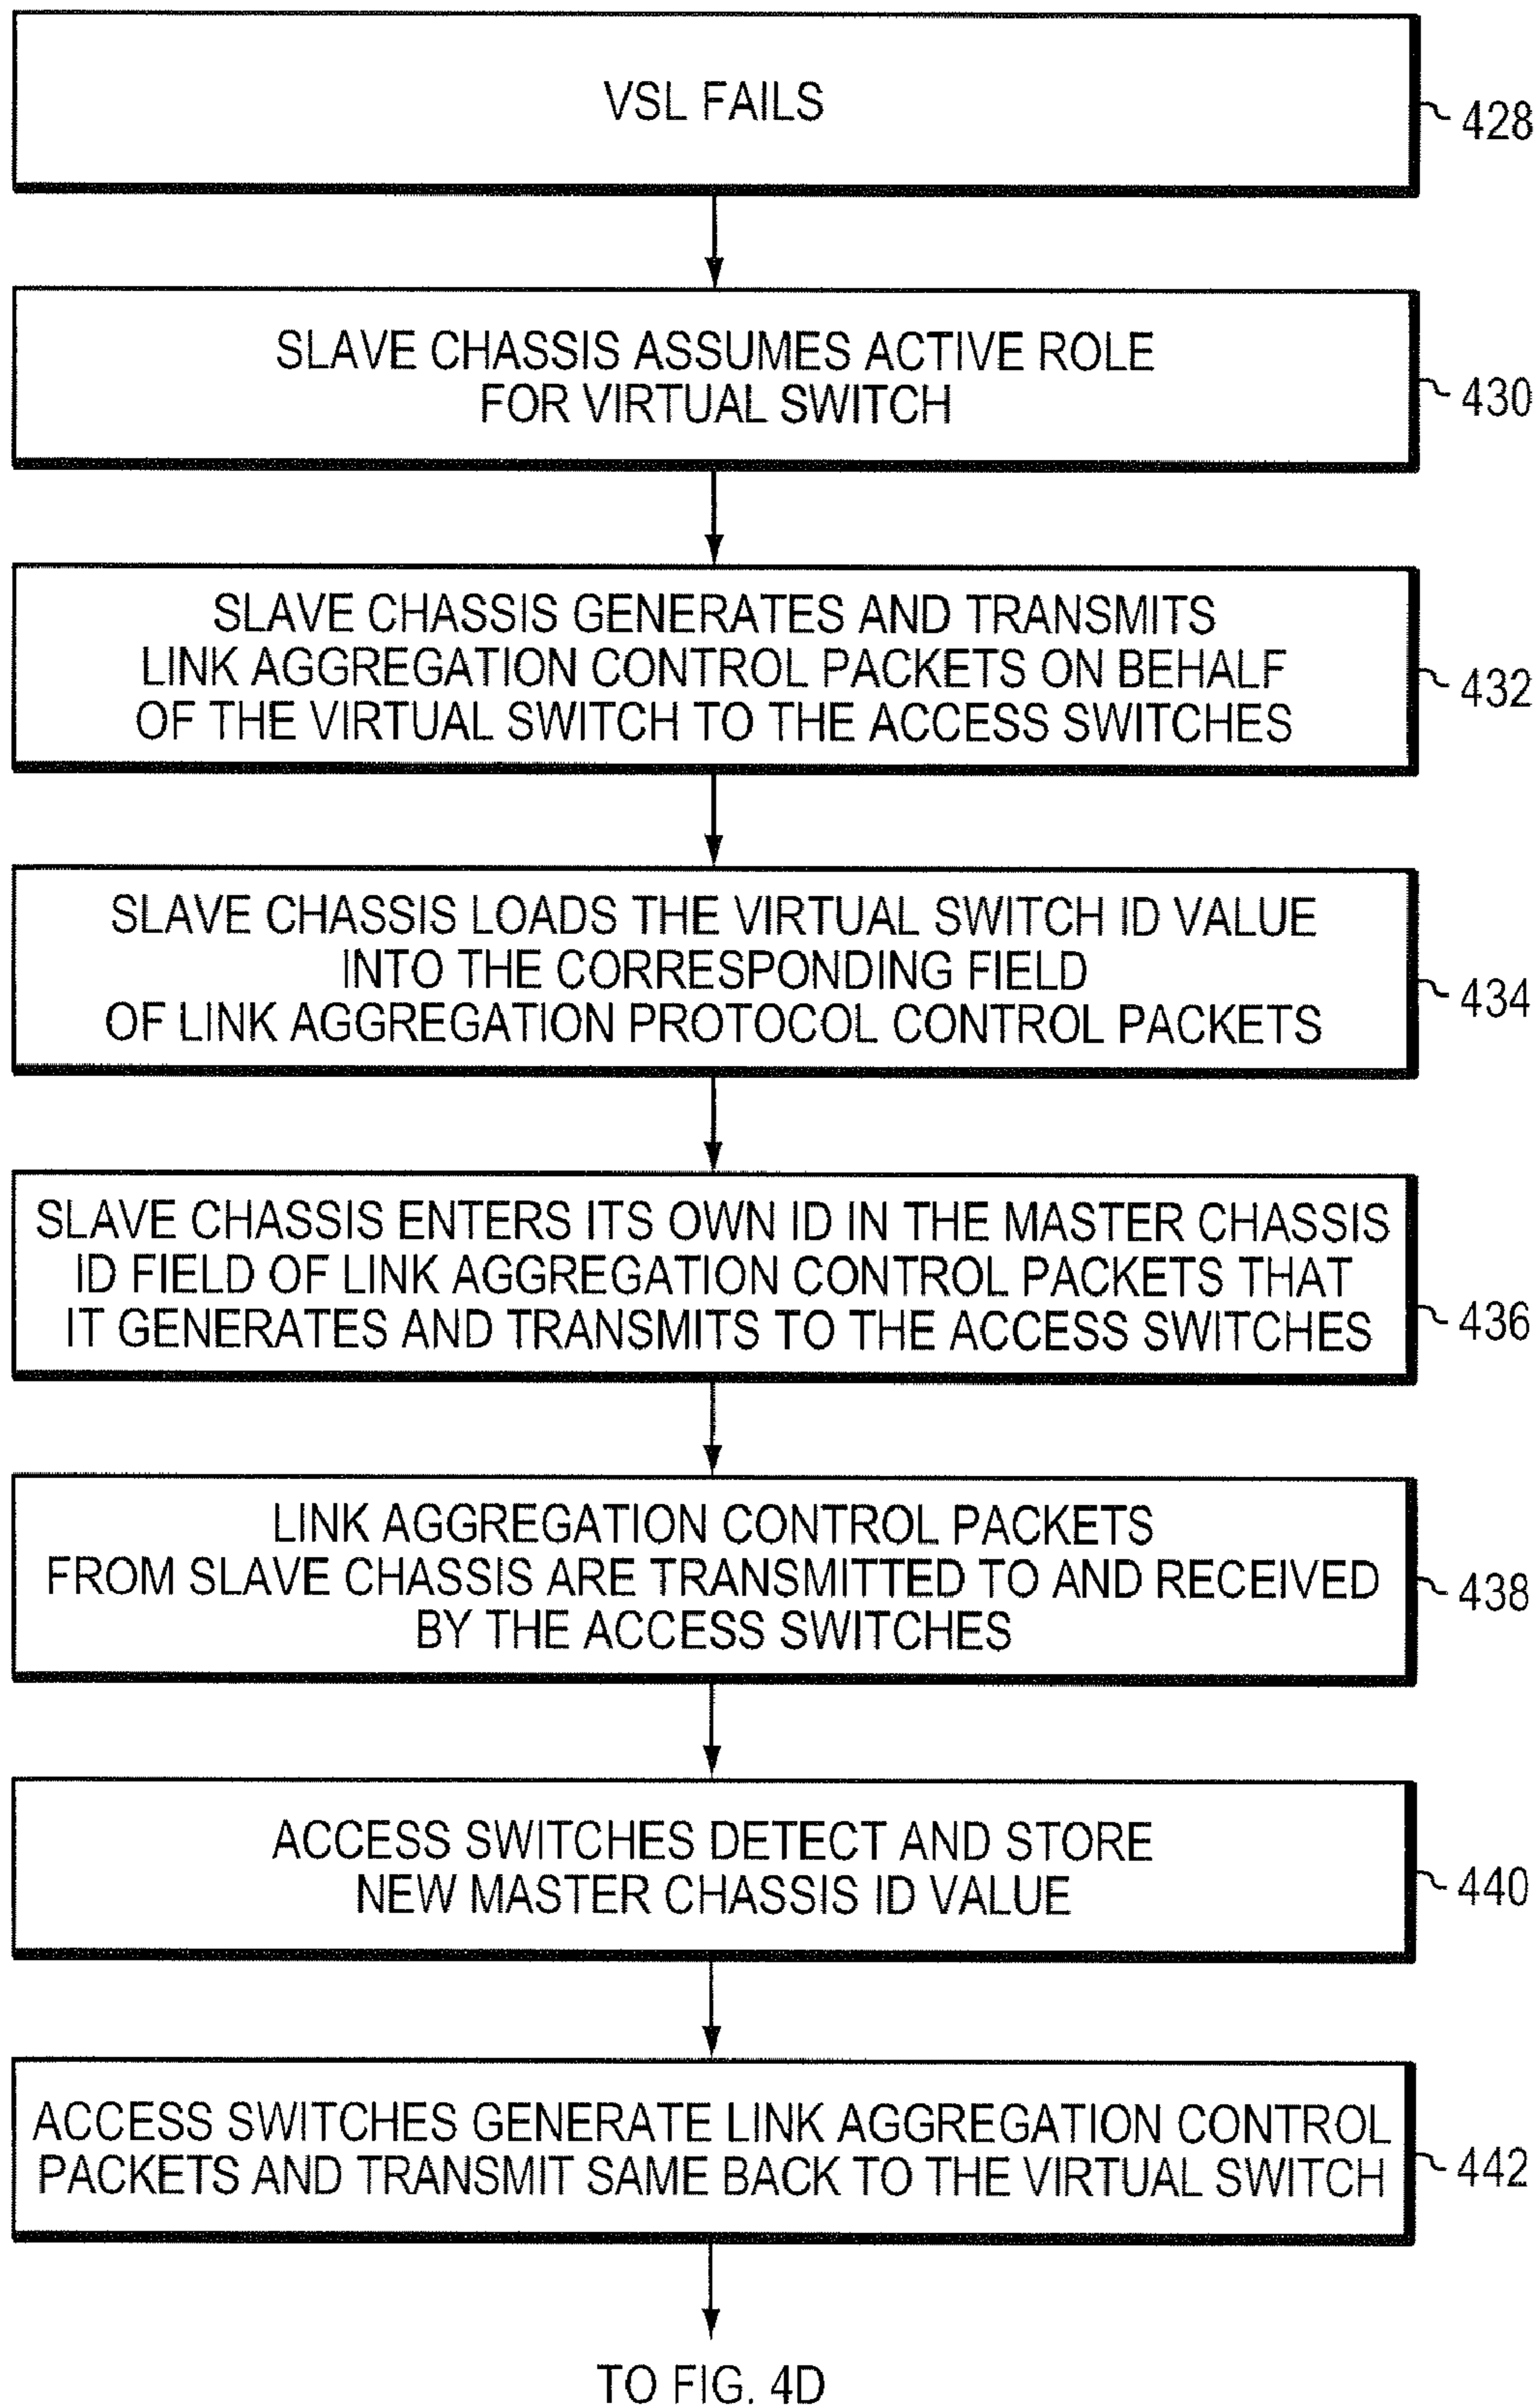 VSL FAILS
428
SLAVE CHASSIS ASSUMES ACTIVE ROLE
FOR VIRTUAL SWITCH
430
SLAVE CHASSIS GENERATES AND TRANSMITS
LINK AGGREGATION CONTROL PACKETS ON BEHALF
OF THE VIRTUAL SWITCH TO THE ACCESS SWITCHES
432
SLAVE CHASSIS LOADS THE VIRTUAL SWITCH ID VALUE
INTO THE CORRESPONDING FIELD
OF LINK AGGREGATION PROTOCOL CONTROL PACKETS
434
SLAVE CHASSIS ENTERS ITS OWN ID IN THE MASTER CHASSIS
ID FIELD OF LINK AGGREGATION CONTROL PACKETS THAT
IT GENERATES AND TRANSMITS TO THE ACCESS SWITCHES
436
LINK AGGREGATION CONTROL PACKETS
FROM SLAVE CHASSIS ARE TRANSMITTED TO AND RECEIVED
BY THE ACCESS SWITCHES
438
ACCESS SWITCHES DETECT AND STORE
NEW MASTER CHASSIS ID VALUE
440
ACCESS SWITCHES GENERATE LINK AGGREGATION CONTROL
PACKETS AND TRANSMIT SAME BACK TO THE VIRTUAL SWITCH
442
TO FIG. 4D